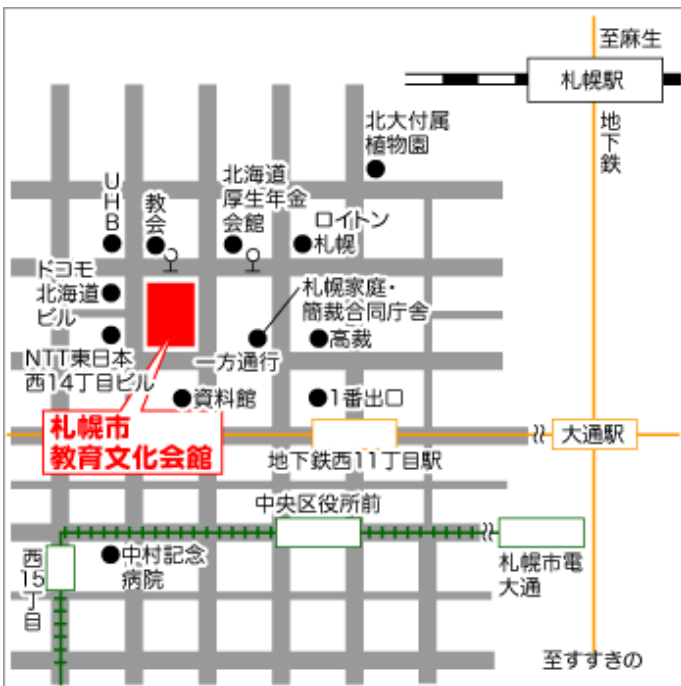 至麻生
札幌駅
地下鉄
北大付属
植物園
UHB
教会
北海道
厚生年金
会館
ロイトン
札幌
ドコモ
北海道
ビル
札幌家庭・
簡裁合同庁舎
高裁
NTT東日本
西14丁目ビル
一方通行
資料館
1番出口
札幌市
教育文化会館
大通駅
地下鉄西11丁目駅
中央区役所前
西15丁目
中村記念
病院
札幌市電
大通
至すすきの